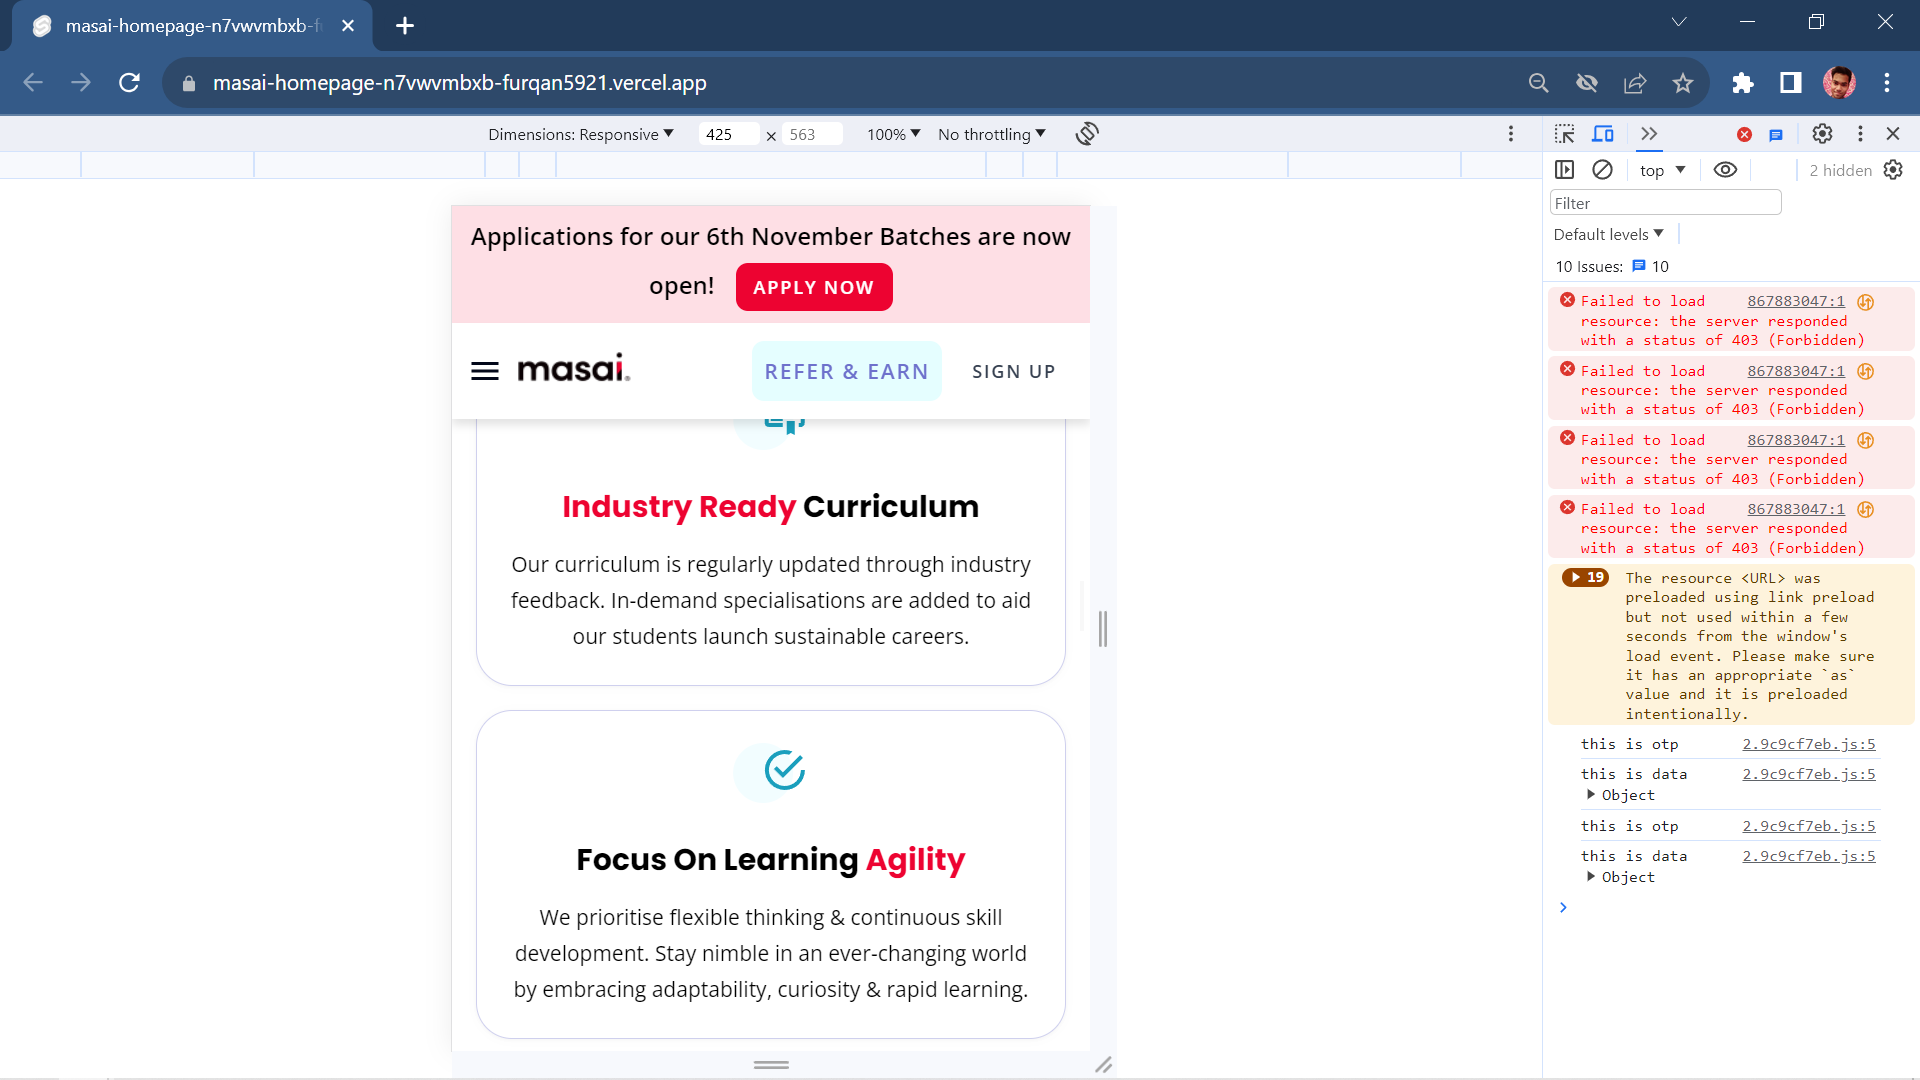 masai-homepage-n7vwvmbxb-f
masai-homepage-n7vwvmbxb-furqan5921.vercel.app
Dimensions: Responsive 425 × 563 100% No throttling
top 2 hidden
Filter
Default levels
10 Issues: 10
Applications for our 6th November Batches are now
open! APPLY NOW
masai.
REFER & EARN
SIGN UP
Industry Ready Curriculum
Our curriculum is regularly updated through industry
feedback. In-demand specialisations are added to aid
our students launch sustainable careers.
Focus On Learning Agility
We prioritise flexible thinking & continuous skill
development. Stay nimble in an ever-changing world
by embracing adaptability, curiosity & rapid learning.
Failed to load 867883047:1
resource: the server responded
with a status of 403 (Forbidden)
Failed to load 867883047:1
resource: the server responded
with a status of 403 (Forbidden)
Failed to load 867883047:1
resource: the server responded
with a status of 403 (Forbidden)
Failed to load 867883047:1
resource: the server responded
with a status of 403 (Forbidden)
19 The resource <URL> was
preloaded using link preload
but not used within a few
seconds from the window's
load event. Please make sure
it has an appropriate `as`
value and it is preloaded
intentionally.
this is otp 2.9c9cf7eb.js:5
this is data 2.9c9cf7eb.js:5
Object
this is otp 2.9c9cf7eb.js:5
this is data 2.9c9cf7eb.js:5
Object